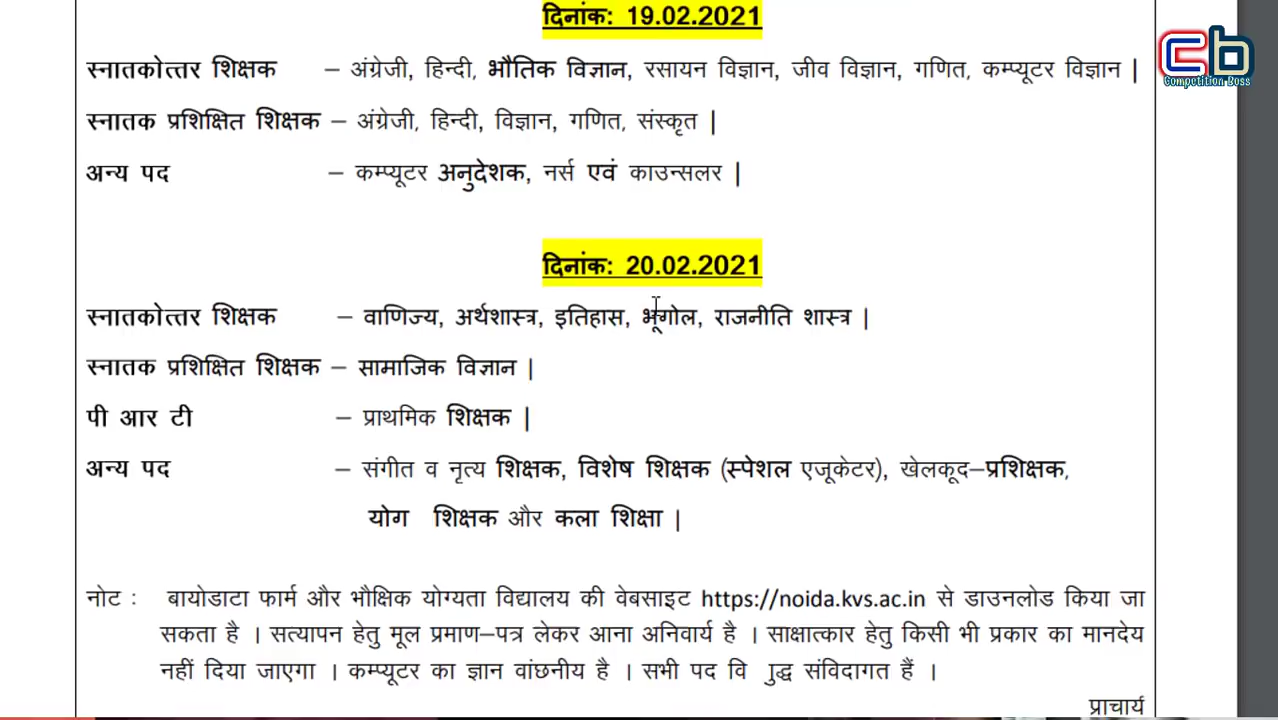 दिनांक: 19.02.2021
स्नातकोत्तर शिक्षक – अंग्रेजी, हिन्दी, भौतिक विज्ञान, रसायन विज्ञान, जीव विज्ञान, गणित, कम्प्यूटर विज्ञान |
Cb
Competition Boss
स्नातक प्रशिक्षित शिक्षक – अंग्रेजी, हिन्दी, विज्ञान, गणित, संस्कृत |
अन्य पद – कम्प्यूटर अनुदेशक, नर्स एवं काउन्सलर |
दिनांक: 20.02.2021
स्नातकोत्तर शिक्षक – वाणिज्य, अर्थशास्त्र, इतिहास, भूगोल, राजनीति शास्त्र |
स्नातक प्रशिक्षित शिक्षक – सामाजिक विज्ञान |
पी आर टी – प्राथमिक शिक्षक |
अन्य पद – संगीत व नृत्य शिक्षक, विशेष शिक्षक (स्पेशल एजूकेटर), खेलकूद–प्रशिक्षक,
योग शिक्षक और कला शिक्षा |
नोट : बायोडाटा फार्म और भौक्षिक योग्यता विद्यालय की वेबसाइट https://noida.kvs.ac.in से डाउनलोड किया जा
सकता है । सत्यापन हेतु मूल प्रमाण–पत्र लेकर आना अनिवार्य है । साक्षात्कार हेतु किसी भी प्रकार का मानदेय
नहीं दिया जाएगा । कम्प्यूटर का ज्ञान वांछनीय है । सभी पद वि ुद्ध संविदागत हैं ।
प्राचार्य